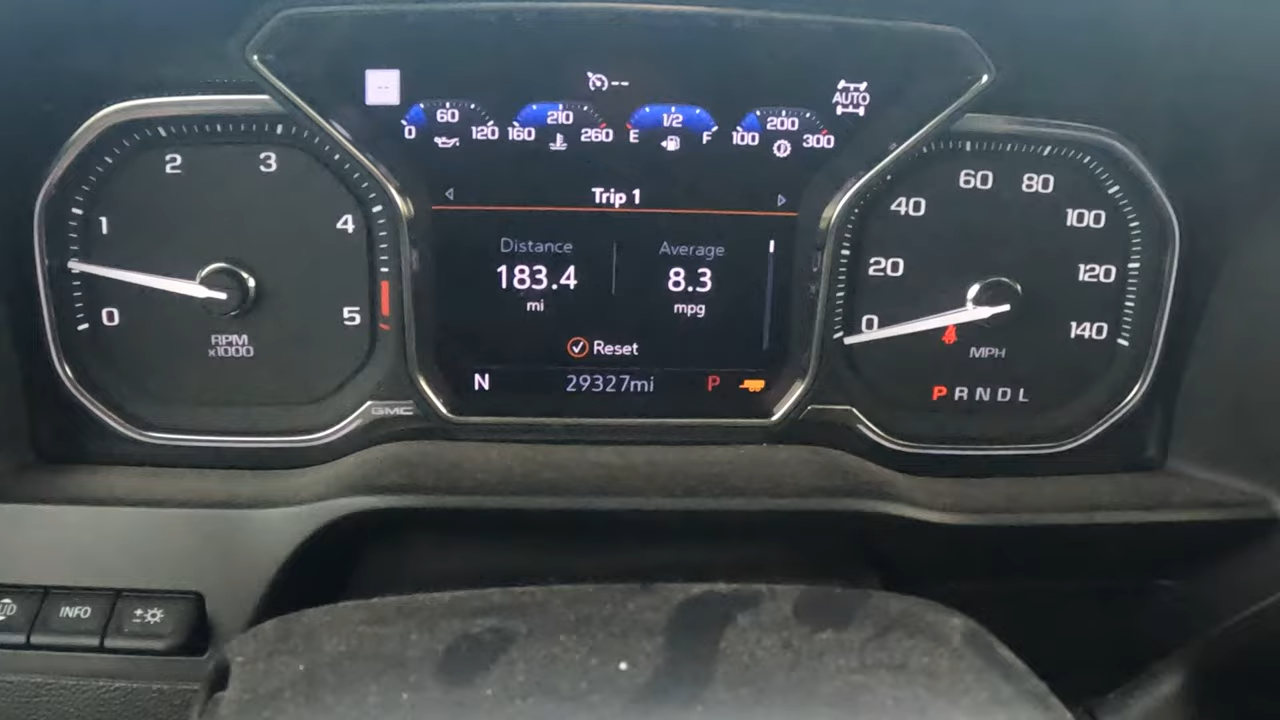 --
--
AUTO
0 60 120
160 210 260
E 1/2 F
100 200 300
Trip 1
Distance
183.4
mi
Average
8.3
mpg
Reset
N 29327mi P
0 1 2 3 4 5
RPM
x1000
GMC
0 20 40 60 80 100 120 140
MPH
P R N D L
INFO